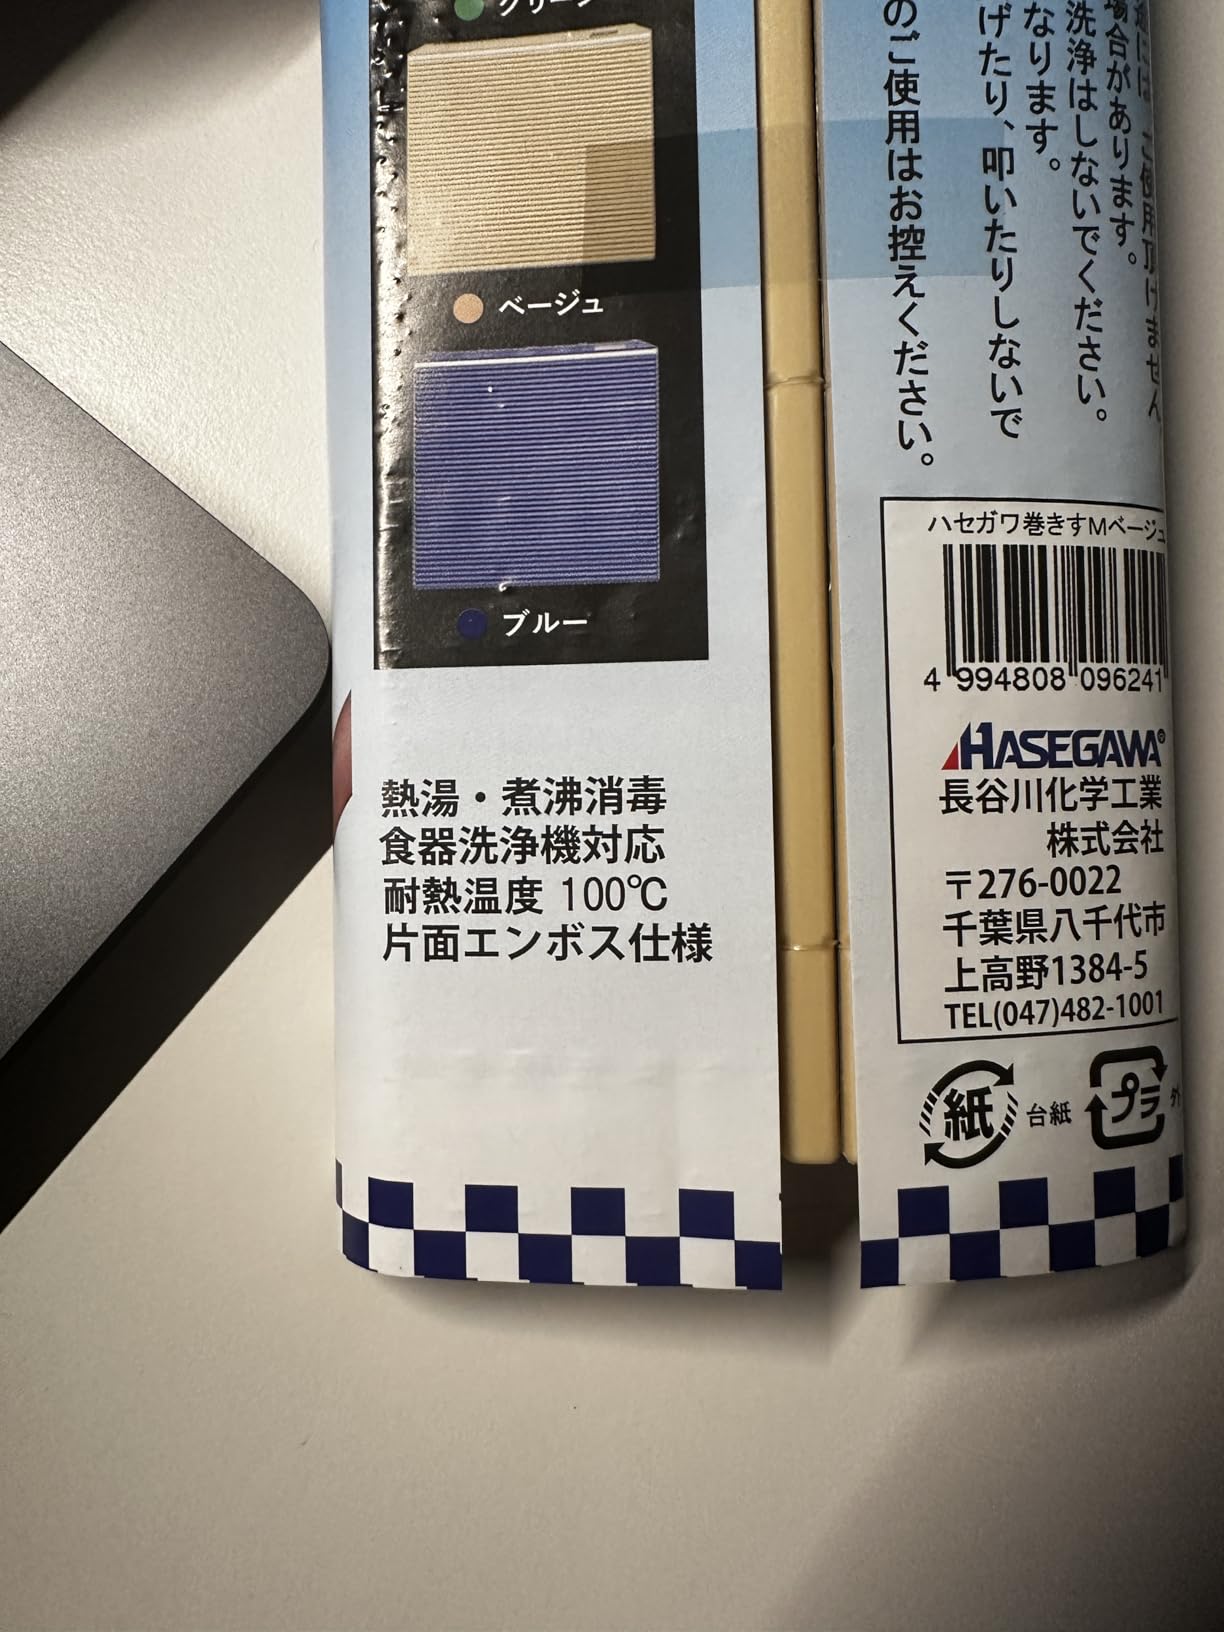 グリーン
ベージュ
ブルー
熱湯・煮沸消毒
食器洗浄機対応
耐熱温度 100℃
片面エンボス仕様
場合があります。
洗浄はしないでください。
なります。
げたり、叩いたりしないで
のご使用はお控えください。
ハセガワ巻きすMベージュ
4 994808 096241
HASEGAWA®
長谷川化学工業
株式会社
〒276-0022
千葉県八千代市
上高野1384-5
TEL(047)482-1001
紙 台紙
プラ